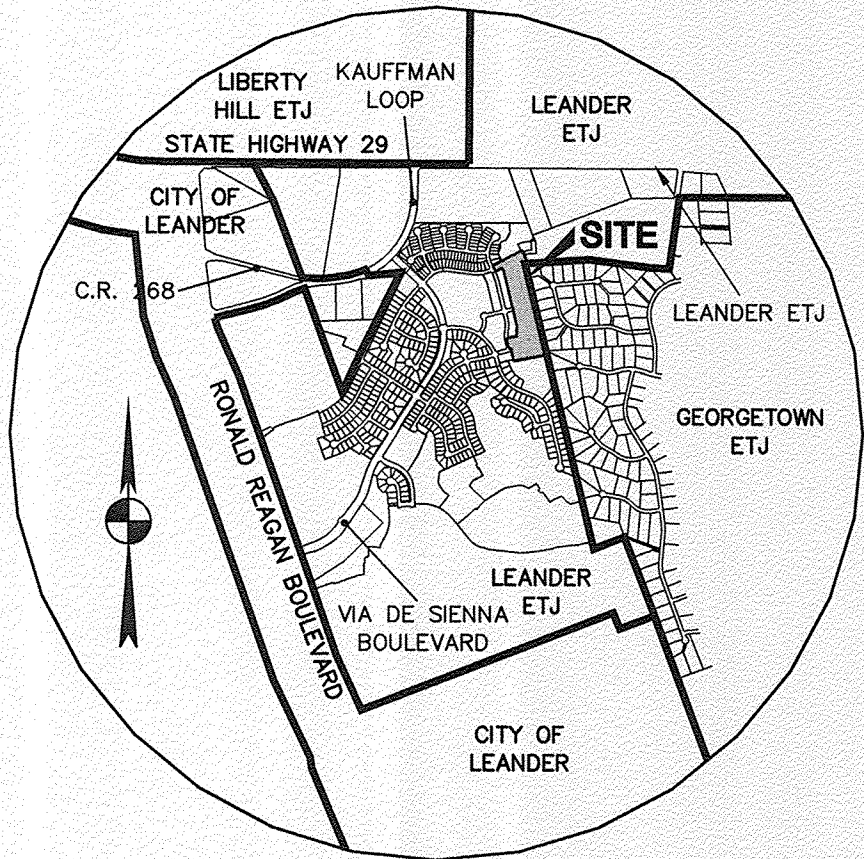 LIBERTY
HILL ETJ
KAUFFMAN
LOOP
LEANDER
ETJ
STATE HIGHWAY 29
CITY OF
LEANDER
SITE
C.R. 268
LEANDER ETJ
RONALD REAGAN BOULEVARD
GEORGETOWN
ETJ
LEANDER
ETJ
VIA DE SIENNA
BOULEVARD
CITY OF
LEANDER